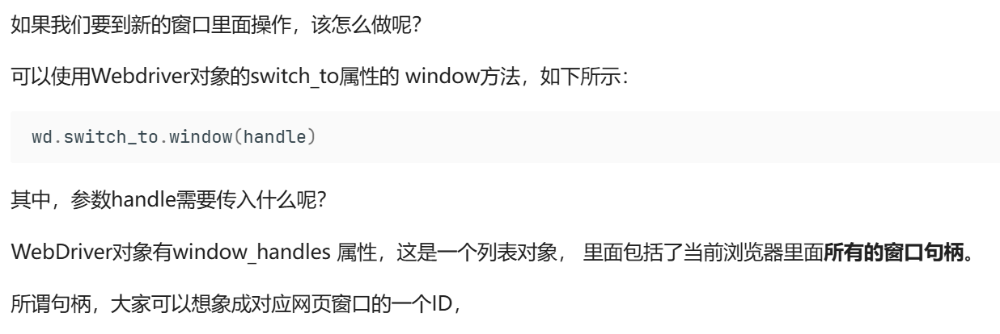 如果我们要到新的窗口里面操作，该怎么做呢？
可以使用Webdriver对象的switch_to属性的 window方法，如下所示：
wd.switch_to.window(handle)
其中，参数handle需要传入什么呢？
WebDriver对象有window_handles 属性，这是一个列表对象， 里面包括了当前浏览器里面所有的窗口句柄。
所谓句柄，大家可以想象成对应网页窗口的一个ID，